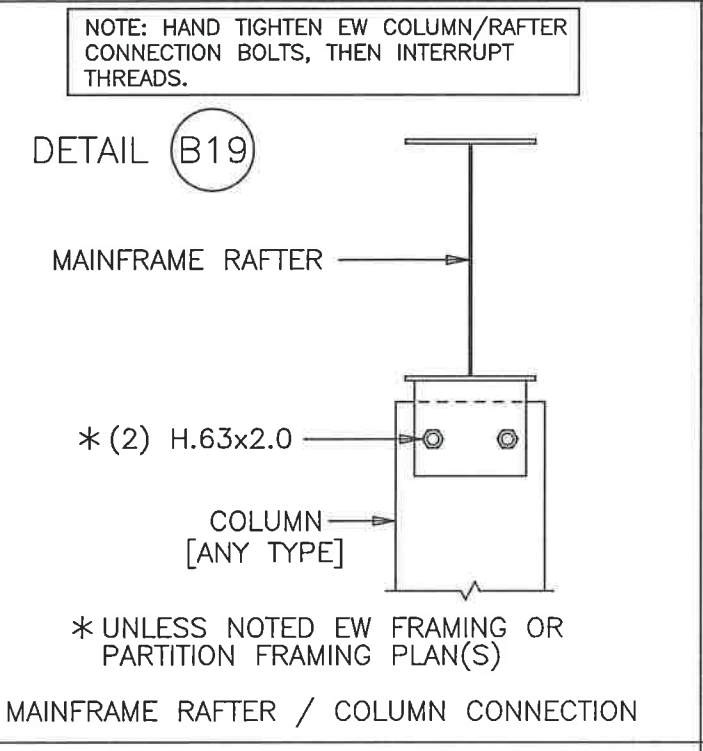 NOTE: HAND TIGHTEN EW COLUMN/RAFTER
CONNECTION BOLTS, THEN INTERRUPT
THREADS.
DETAIL B19
MAINFRAME RAFTER
* (2) H.63x2.0
COLUMN
[ANY TYPE]
* UNLESS NOTED EW FRAMING OR
PARTITION FRAMING PLAN(S)
MAINFRAME RAFTER / COLUMN CONNECTION